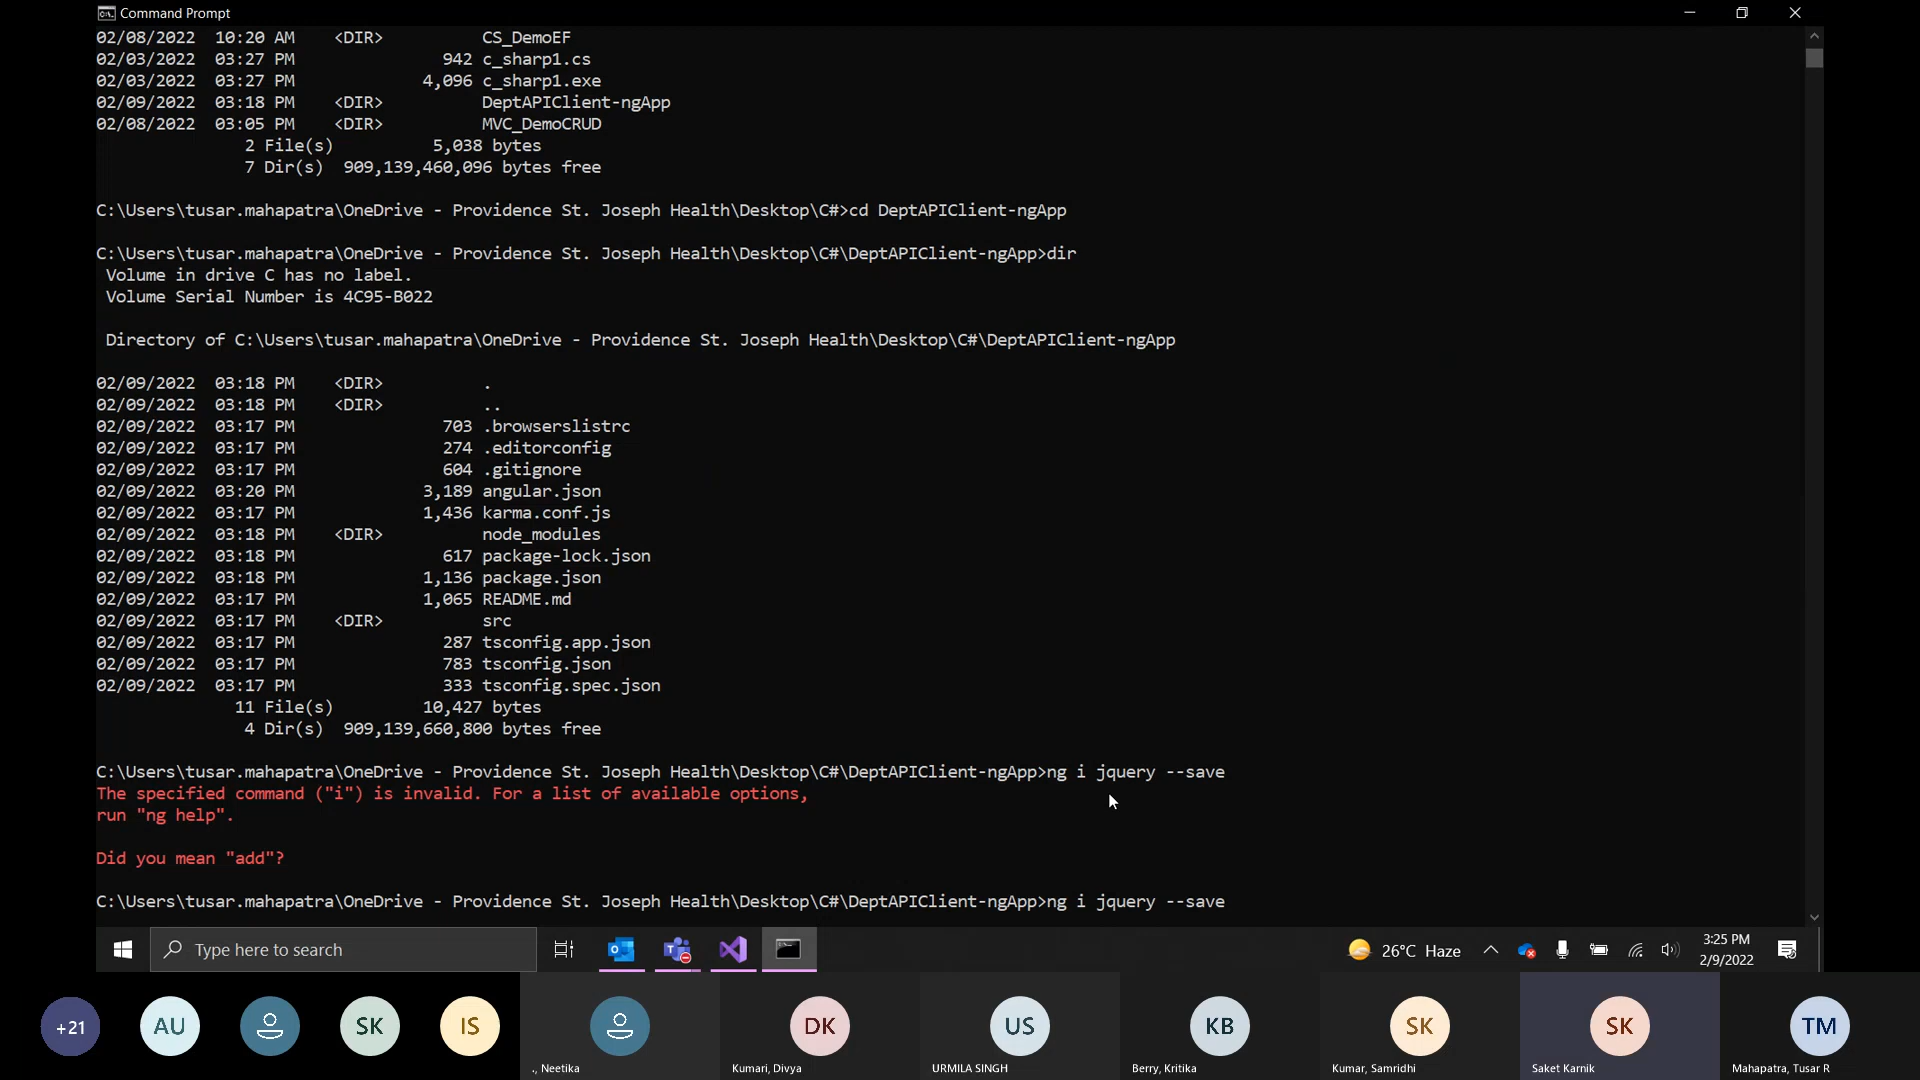 Command Prompt
02/08/2022 10:20 AM <DIR> CS_DemoEF
02/03/2022 03:27 PM 942 c_sharp1.cs
02/03/2022 03:27 PM 4,096 c_sharp1.exe
02/09/2022 03:18 PM <DIR> DeptAPIClient-ngApp
02/08/2022 03:05 PM <DIR> MVC_DemoCRUD
2 File(s) 5,038 bytes
7 Dir(s) 909,139,460,096 bytes free
C:\Users\tusar.mahapatra\OneDrive - Providence St. Joseph Health\Desktop\C#>cd DeptAPIClient-ngApp
C:\Users\tusar.mahapatra\OneDrive - Providence St. Joseph Health\Desktop\C#\DeptAPIClient-ngApp>dir
Volume in drive C has no label.
Volume Serial Number is 4C95-B022
Directory of C:\Users\tusar.mahapatra\OneDrive - Providence St. Joseph Health\Desktop\C#\DeptAPIClient-ngApp
02/09/2022 03:18 PM <DIR> .
02/09/2022 03:18 PM <DIR> ..
02/09/2022 03:17 PM 703 .browserslistrc
02/09/2022 03:17 PM 274 .editorconfig
02/09/2022 03:17 PM 604 .gitignore
02/09/2022 03:20 PM 3,189 angular.json
02/09/2022 03:17 PM 1,436 karma.conf.js
02/09/2022 03:18 PM <DIR> node_modules
02/09/2022 03:18 PM 617 package-lock.json
02/09/2022 03:18 PM 1,136 package.json
02/09/2022 03:17 PM 1,065 README.md
02/09/2022 03:17 PM <DIR> src
02/09/2022 03:17 PM 287 tsconfig.app.json
02/09/2022 03:17 PM 783 tsconfig.json
02/09/2022 03:17 PM 333 tsconfig.spec.json
11 File(s) 10,427 bytes
4 Dir(s) 909,139,660,800 bytes free
C:\Users\tusar.mahapatra\OneDrive - Providence St. Joseph Health\Desktop\C#\DeptAPIClient-ngApp>ng i jquery --save
The specified command ("i") is invalid. For a list of available options,
run "ng help".
Did you mean "add"?
C:\Users\tusar.mahapatra\OneDrive - Providence St. Joseph Health\Desktop\C#\DeptAPIClient-ngApp>ng i jquery --save
Type here to search
26°C Haze
3:25 PM
2/9/2022
+21 AU SK IS DK US KB SK SK TM
., Neetika Kumari, Divya URMILA SINGH Berry, Kritika Kumar, Samridhi Saket Karnik Mahapatra, Tusar R